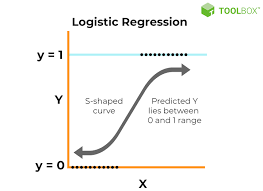 Logistic Regression
TOOLBOX
y = 1
Y
S-shaped
curve
Predicted Y
lies between
0 and 1 range
y = 0
X